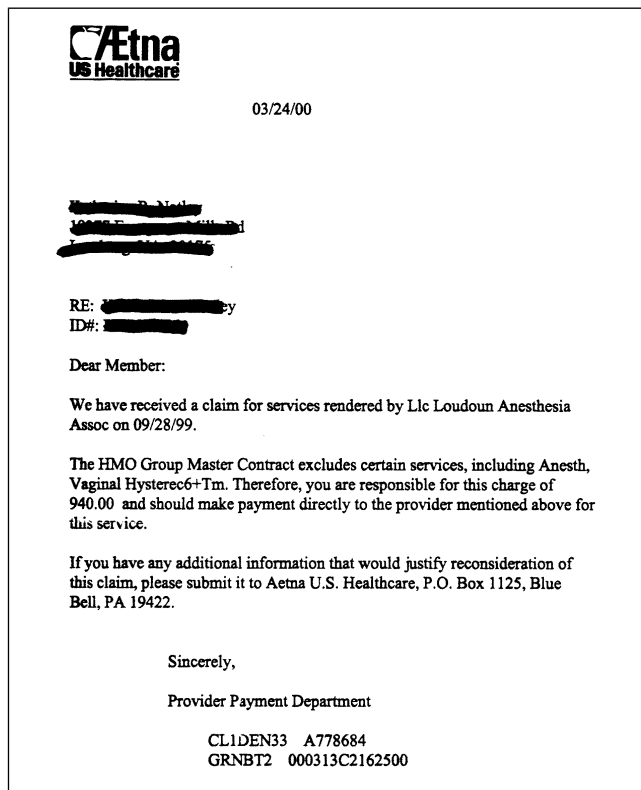 Ætna
US Healthcare
03/24/00
Rd
RE: ey
ID#:
Dear Member:
We have received a claim for services rendered by Llc Loudoun Anesthesia
Assoc on 09/28/99.
The HMO Group Master Contract excludes certain services, including Anesth,
Vaginal Hysterec6+Tm. Therefore, you are responsible for this charge of
940.00 and should make payment directly to the provider mentioned above for
this service.
If you have any additional information that would justify reconsideration of
this claim, please submit it to Aetna U.S. Healthcare, P.O. Box 1125, Blue
Bell, PA 19422.
Sincerely,
Provider Payment Department
CL1DEN33 A778684
GRNBT2 000313C2162500